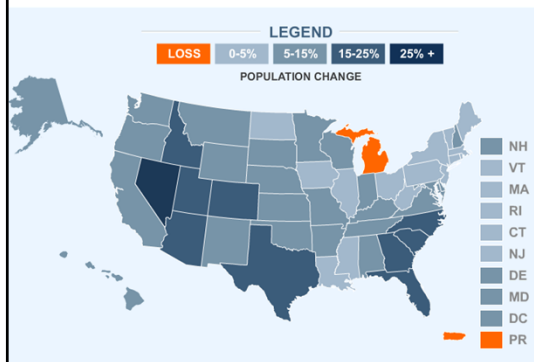 LEGEND
LOSS 0-5% 5-15% 15-25% 25% +
POPULATION CHANGE
NH
VT
MA
RI
CT
NJ
DE
MD
DC
PR